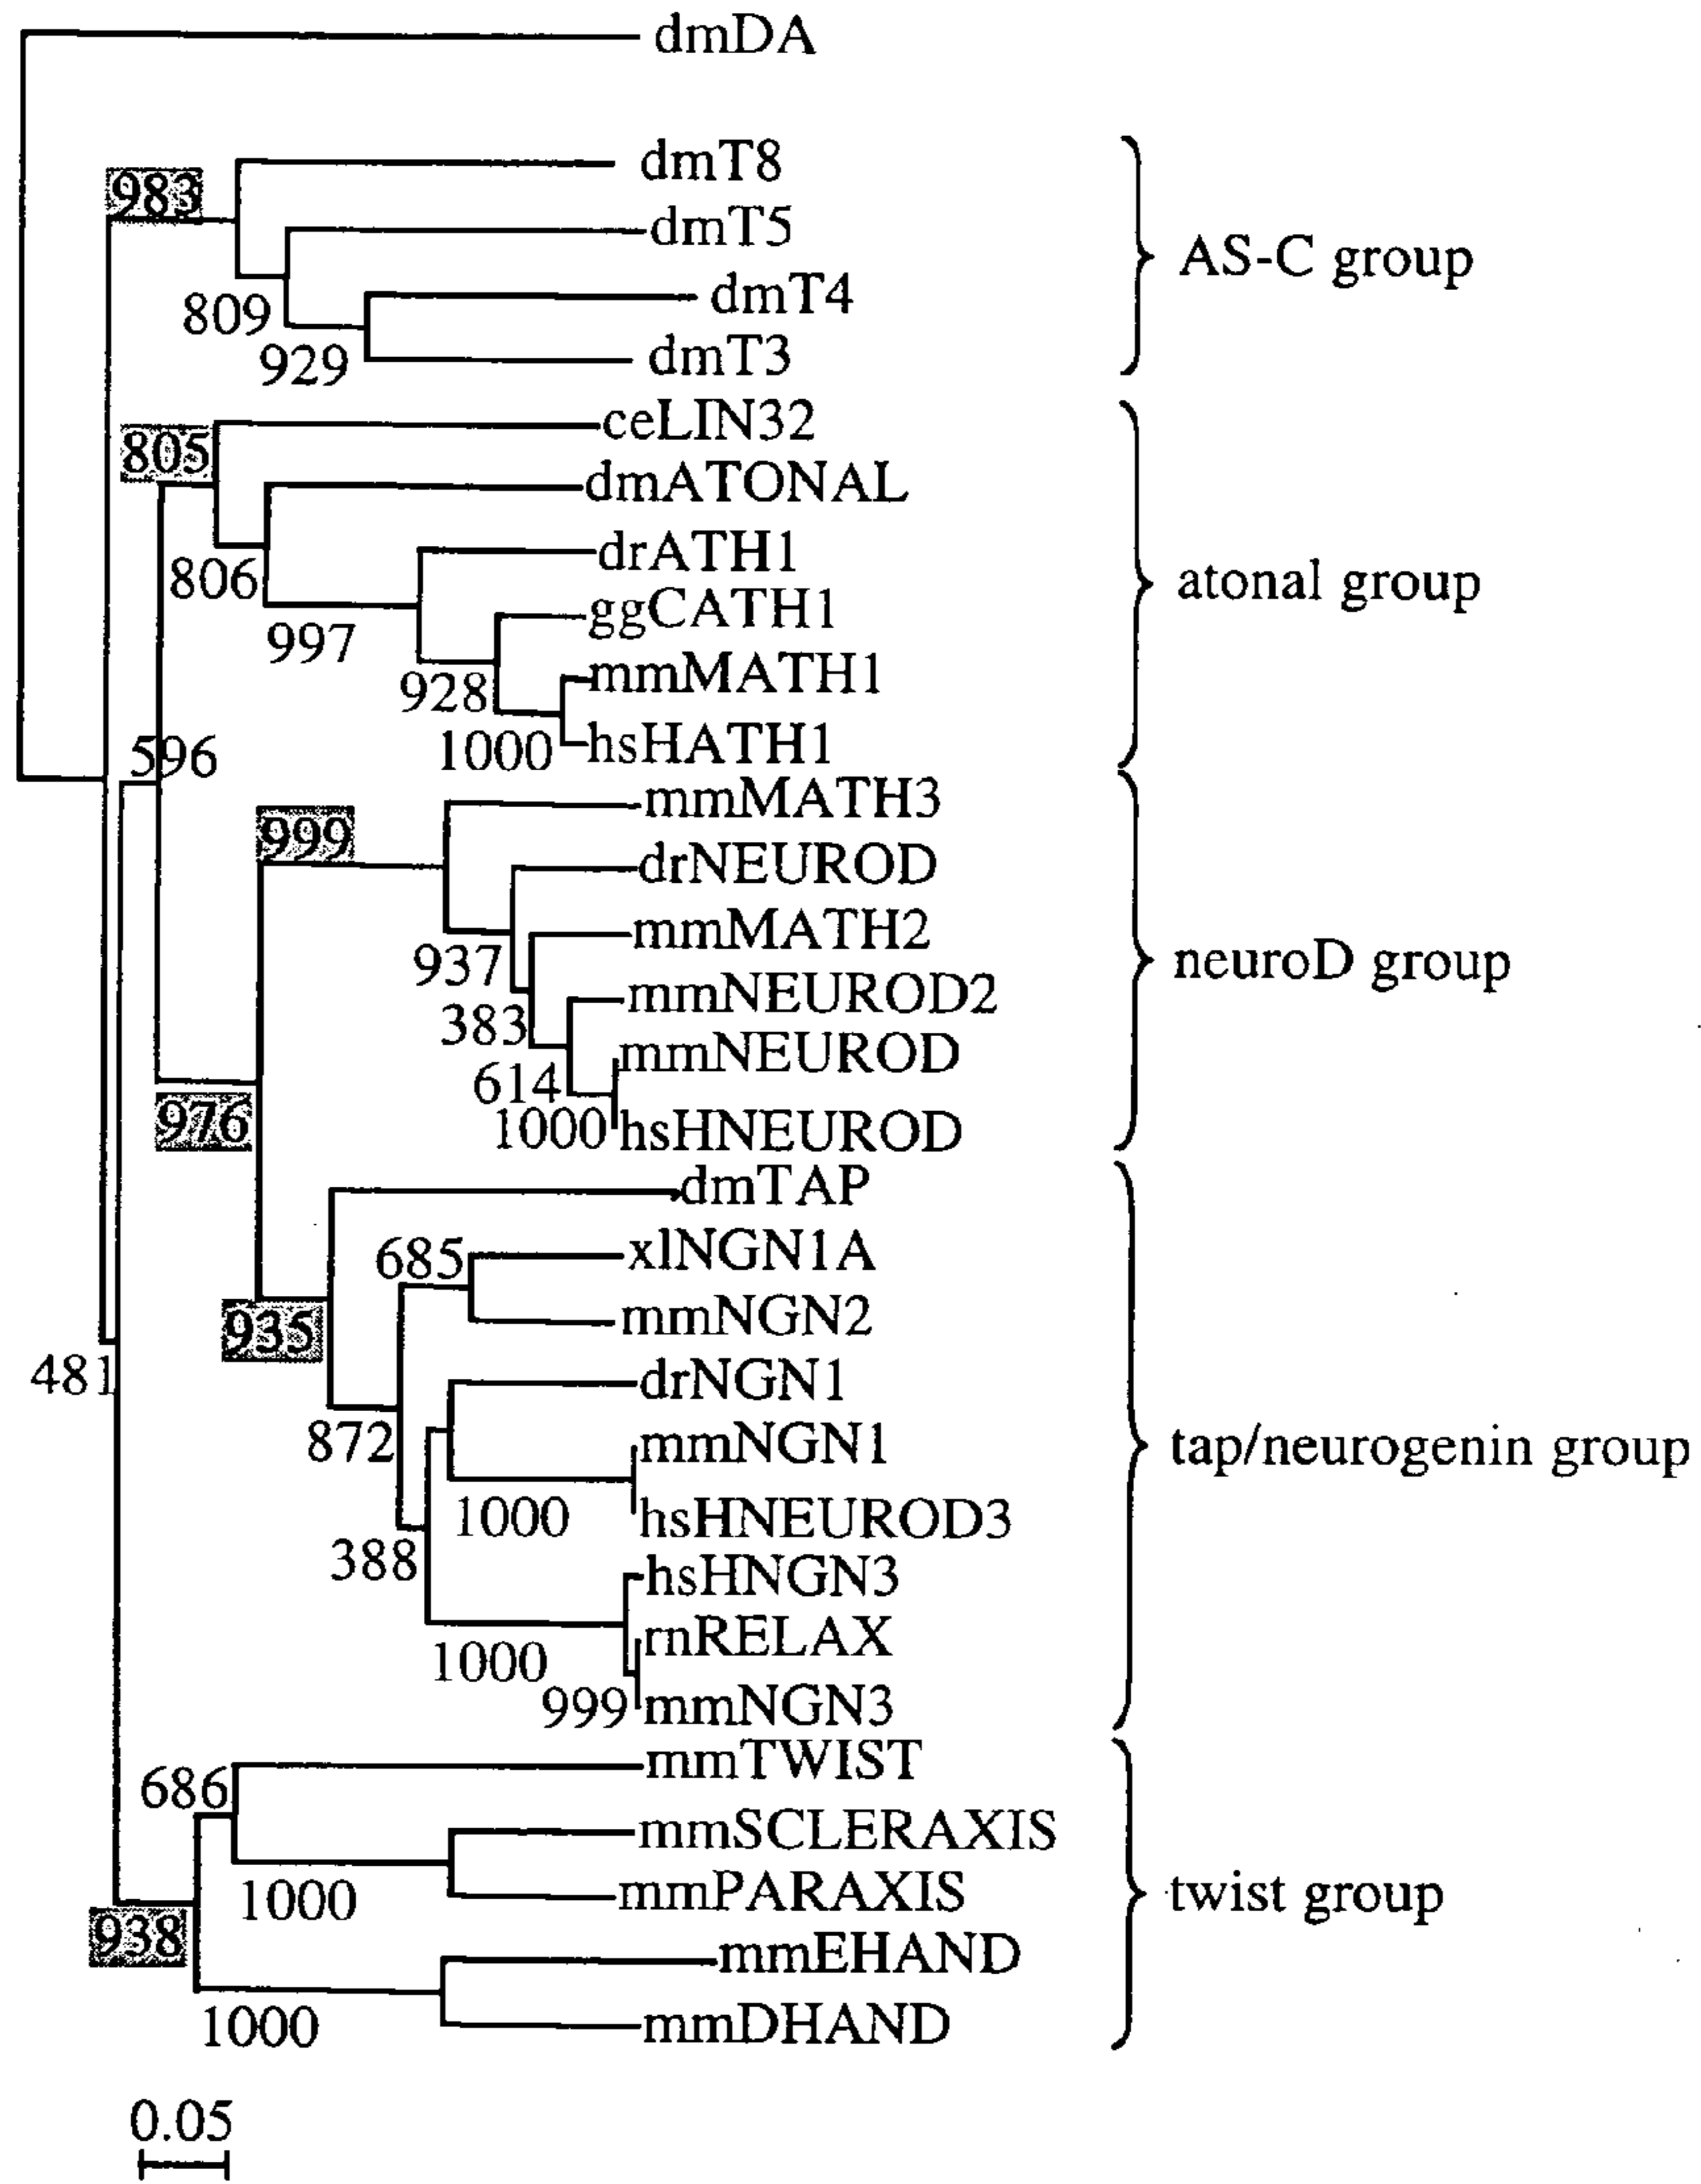 dmDA
dmT8
983
dmT5
AS-C group
dmT4
809
dmT3
929
ceLIN32
805
dmATONAL
drATH1
806
atonal group
ggCATH1
997
mmMATH1
928
hsHATH1
1000
596
mmMATH3
999
drNEUROD
mmMATH2
937
neuroD group
mmNEUROD2
383
mmNEUROD
614
976
1000
hsHNEUROD
dmTAP
xlNGN1A
685
mmNGN2
935
481
drNGN1
872
mmNGN1
tap/neurogenin group
1000
hsHNEUROD3
388
hsHNGN3
rnRELAX
1000
999
mmNGN3
mmTWIST
686
mmSCLERAXIS
1000
mmPARAXIS
twist group
938
mmEHAND
1000
mmDHAND
0.05